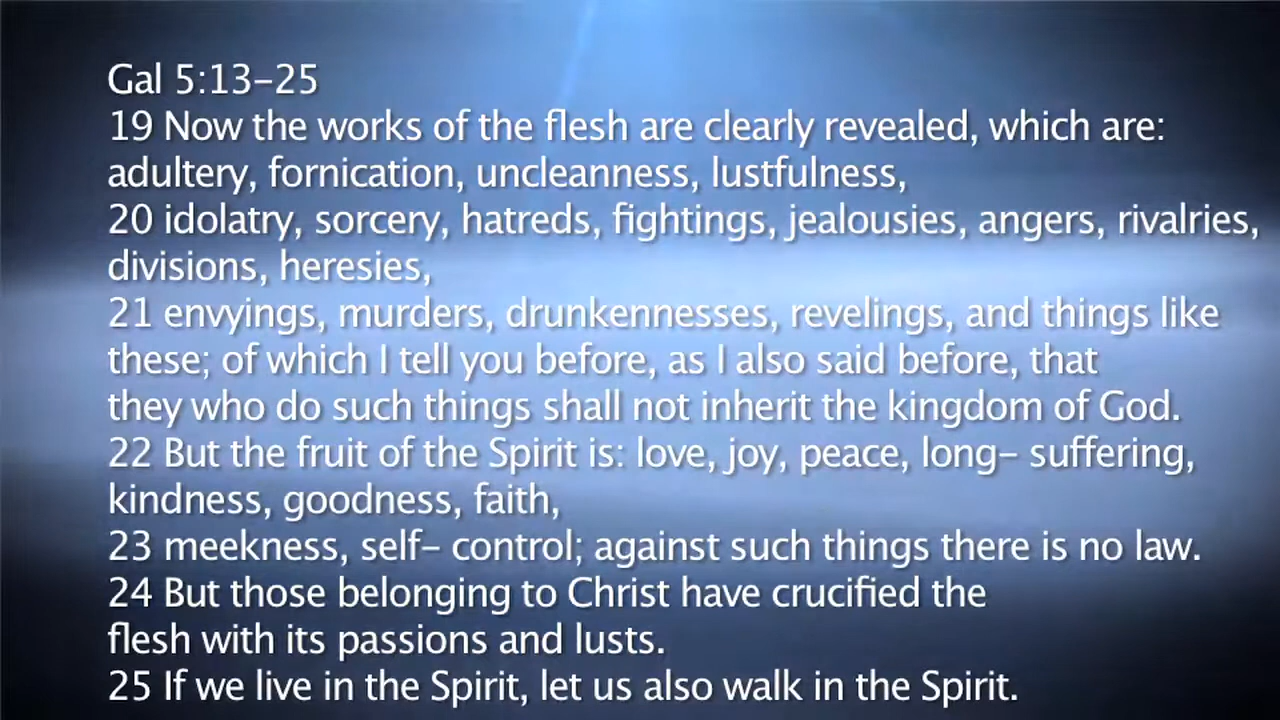 Gal 5:13-25
19 Now the works of the flesh are clearly revealed, which are:
adultery, fornication, uncleanness, lustfulness,
20 idolatry, sorcery, hatreds, fightings, jealousies, angers, rivalries,
divisions, heresies,
21 envyings, murders, drunkennesses, revelings, and things like
these; of which I tell you before, as I also said before, that
they who do such things shall not inherit the kingdom of God.
22 But the fruit of the Spirit is: love, joy, peace, long- suffering,
kindness, goodness, faith,
23 meekness, self- control; against such things there is no law.
24 But those belonging to Christ have crucified the
flesh with its passions and lusts.
25 If we live in the Spirit, let us also walk in the Spirit.